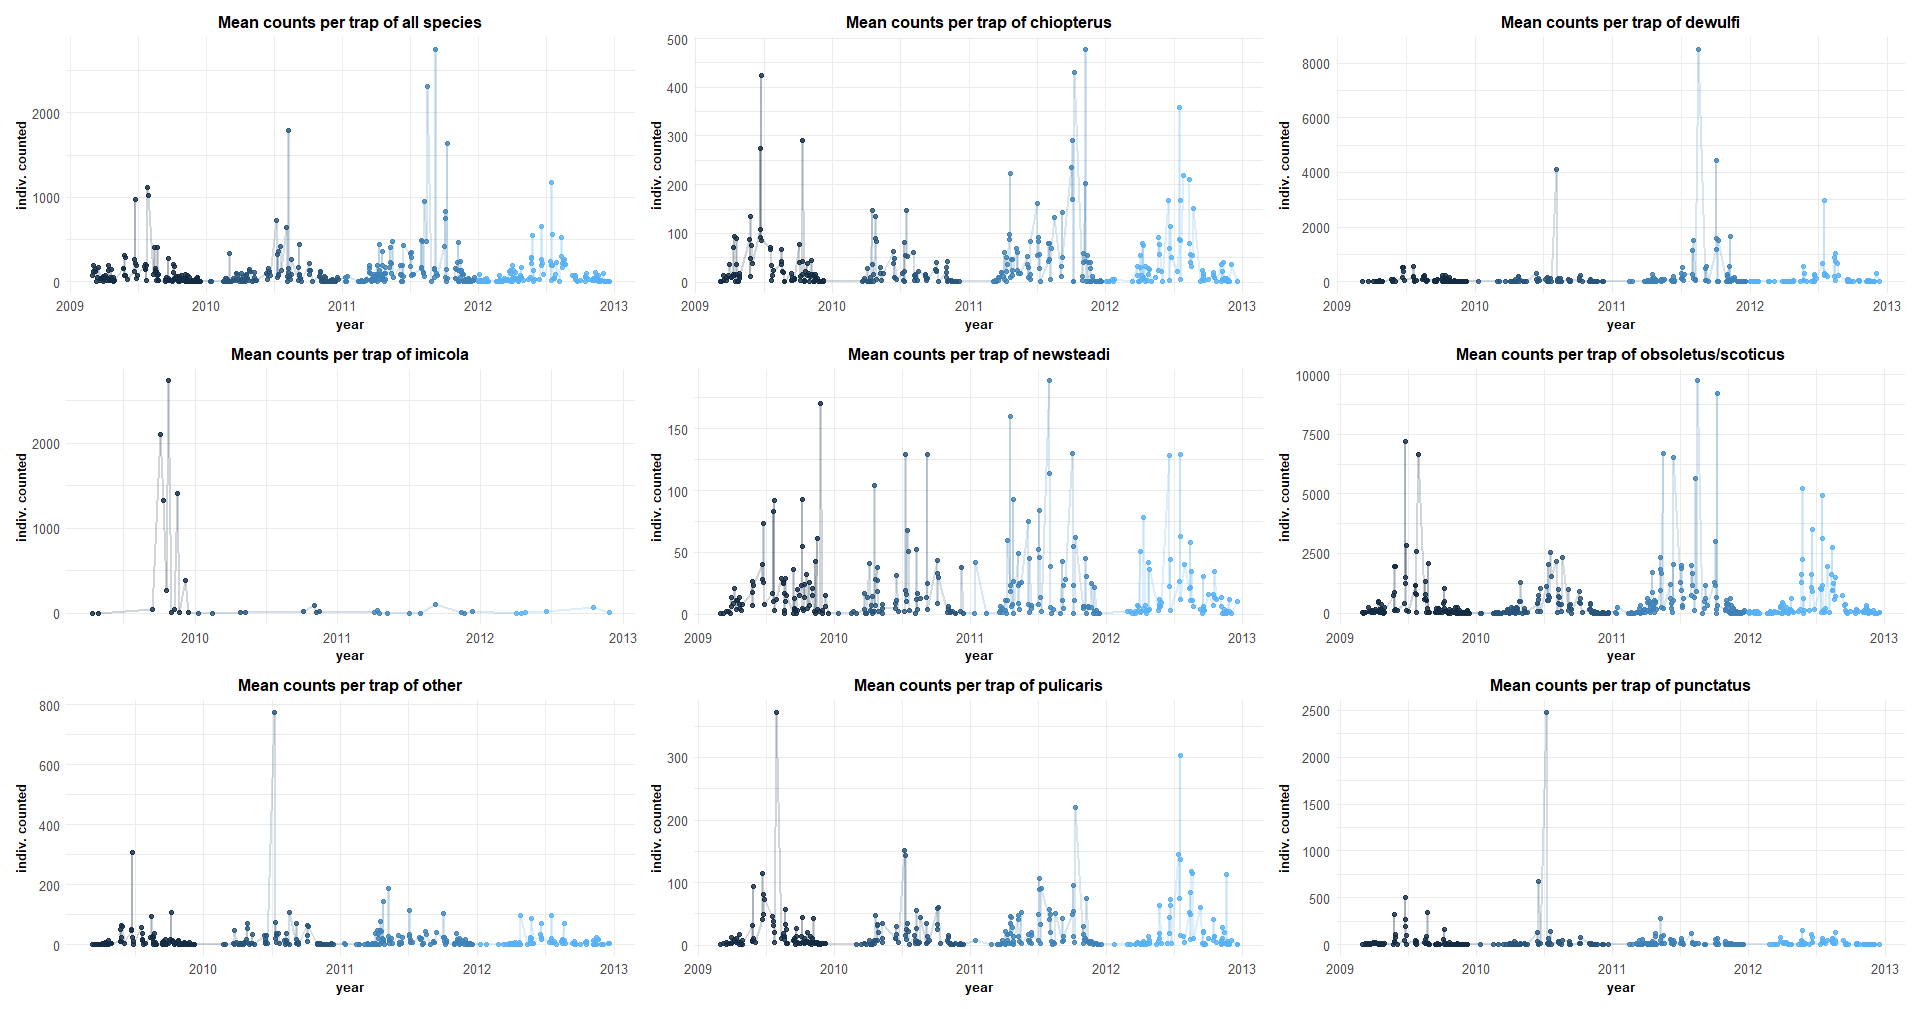 Mean counts per trap of all species
indiv. counted
2000
1000
0
2009 2010 2011 2012 2013
year
Mean counts per trap of chiopterus
indiv. counted
500
400
300
200
100
0
2009 2010 2011 2012 2013
year
Mean counts per trap of dewulfi
indiv. counted
8000
6000
4000
2000
0
2009 2010 2011 2012 2013
year
Mean counts per trap of imicola
indiv. counted
2000
1000
0
2010 2011 2012 2013
year
Mean counts per trap of newsteadi
indiv. counted
150
100
50
0
2009 2010 2011 2012 2013
year
Mean counts per trap of obsoletus/scoticus
indiv. counted
10000
7500
5000
2500
0
2009 2010 2011 2012 2013
year
Mean counts per trap of other
indiv. counted
800
600
400
200
0
2010 2011 2012 2013
year
Mean counts per trap of pulicaris
indiv. counted
300
200
100
0
2009 2010 2011 2012 2013
year
Mean counts per trap of punctatus
indiv. counted
2500
2000
1500
1000
500
0
2009 2010 2011 2012 2013
year